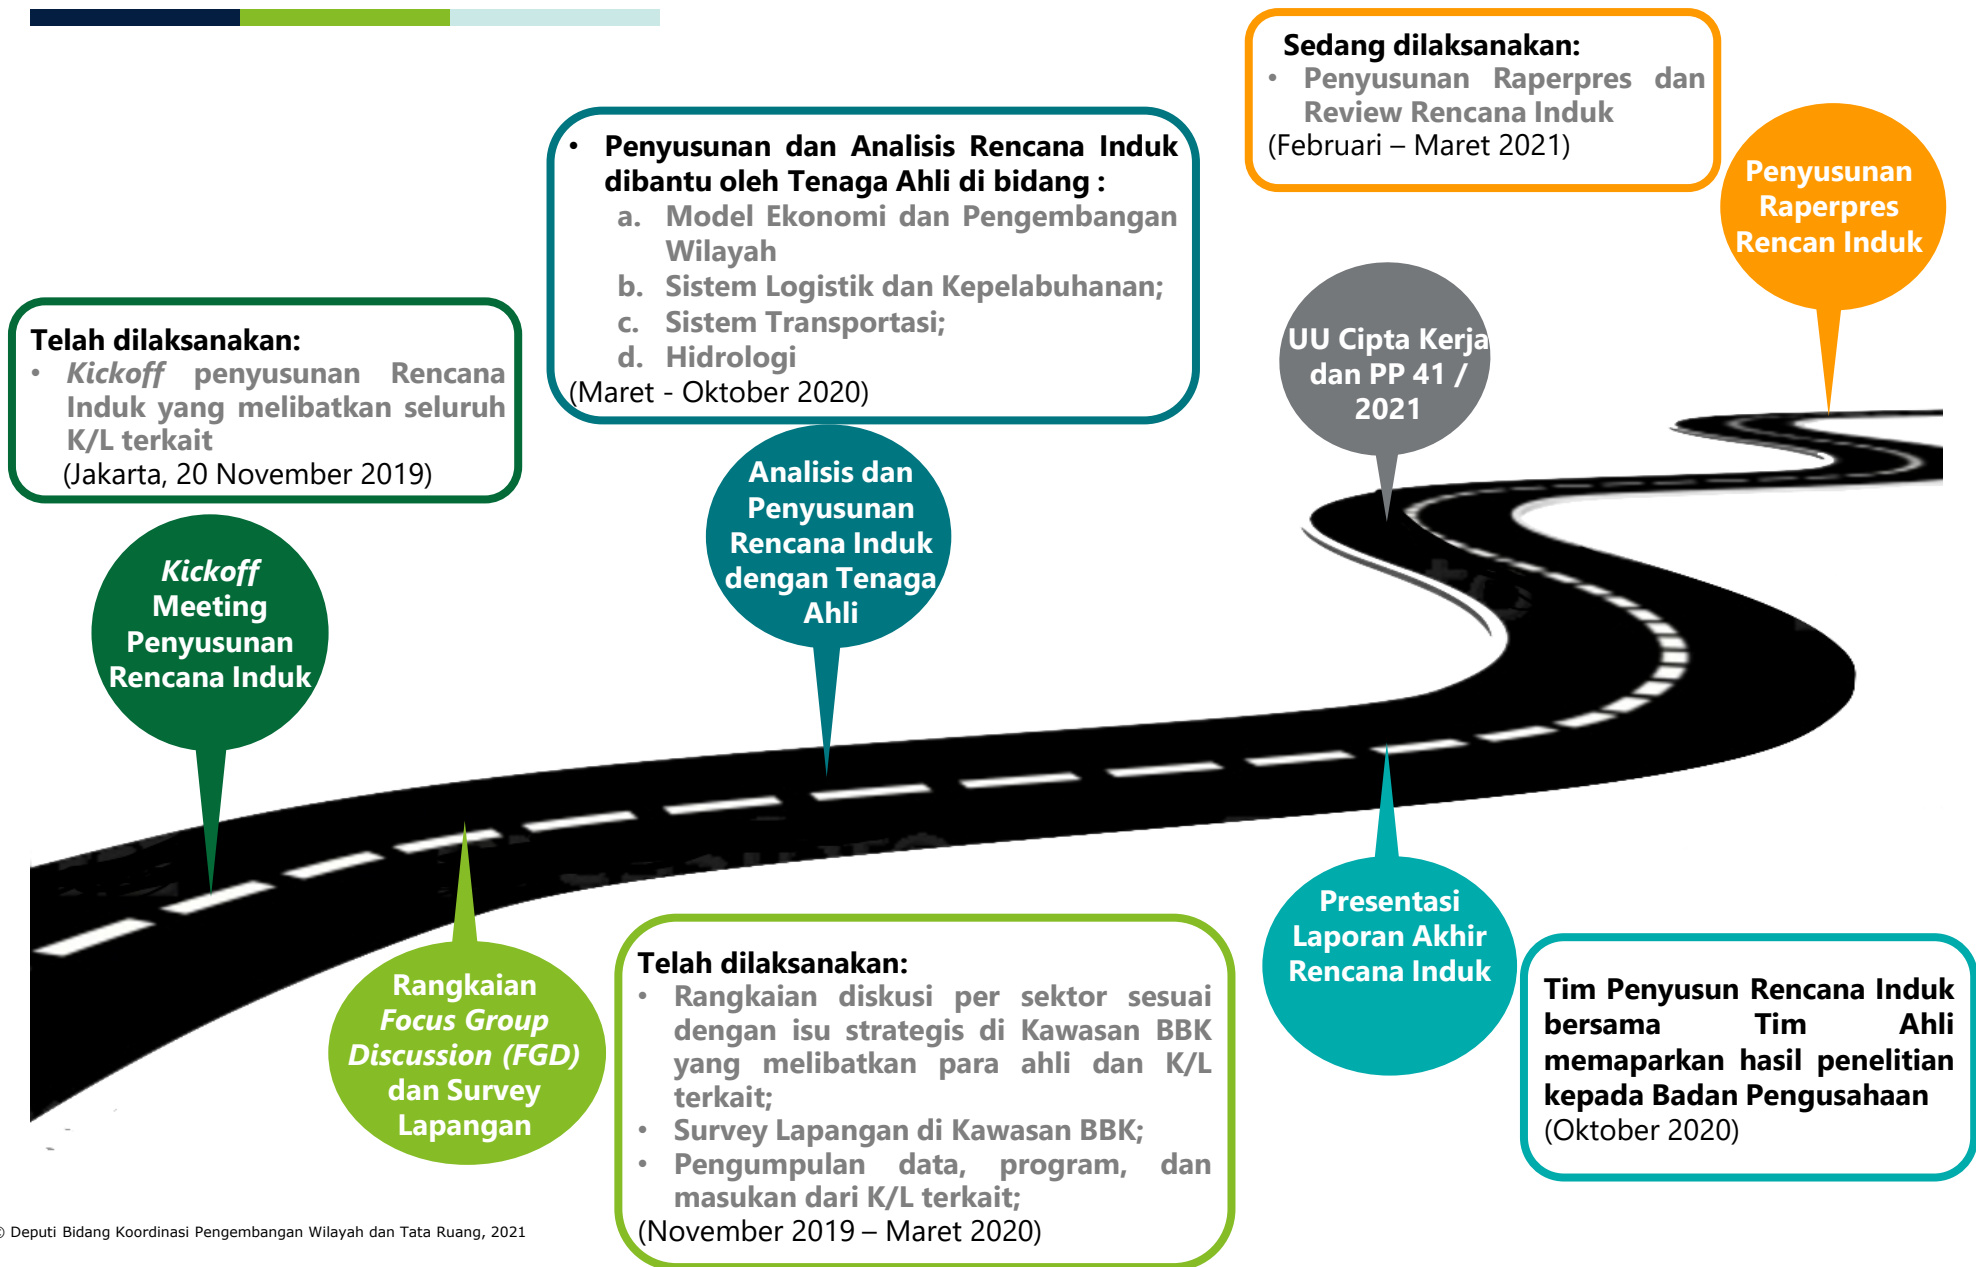 Telah dilaksanakan:
• Kickoff penyusunan Rencana
Induk yang melibatkan seluruh
K/L terkait
(Jakarta, 20 November 2019)
Kickoff
Meeting
Penyusunan
Rencana Induk
Rangkaian
Focus Group
Discussion (FGD)
dan Survey
Lapangan
Telah dilaksanakan:
• Rangkaian diskusi per sektor sesuai
dengan isu strategis di Kawasan BBK
yang melibatkan para ahli dan K/L
terkait;
• Survey Lapangan di Kawasan BBK;
• Pengumpulan data, program, dan
masukan dari K/L terkait;
(November 2019 – Maret 2020)
• Penyusunan dan Analisis Rencana Induk
dibantu oleh Tenaga Ahli di bidang :
a. Model Ekonomi dan Pengembangan
Wilayah
b. Sistem Logistik dan Kepelabuhanan;
c. Sistem Transportasi;
d. Hidrologi
(Maret - Oktober 2020)
Analisis dan
Penyusunan
Rencana Induk
dengan Tenaga
Ahli
Presentasi
Laporan Akhir
Rencana Induk
Tim Penyusun Rencana Induk
bersama Tim Ahli
memaparkan hasil penelitian
kepada Badan Pengusahaan
(Oktober 2020)
UU Cipta Kerja
dan PP 41 /
2021
Sedang dilaksanakan:
• Penyusunan Raperpres dan
Review Rencana Induk
(Februari – Maret 2021)
Penyusunan
Raperpres
Rencan Induk
© Deputi Bidang Koordinasi Pengembangan Wilayah dan Tata Ruang, 2021